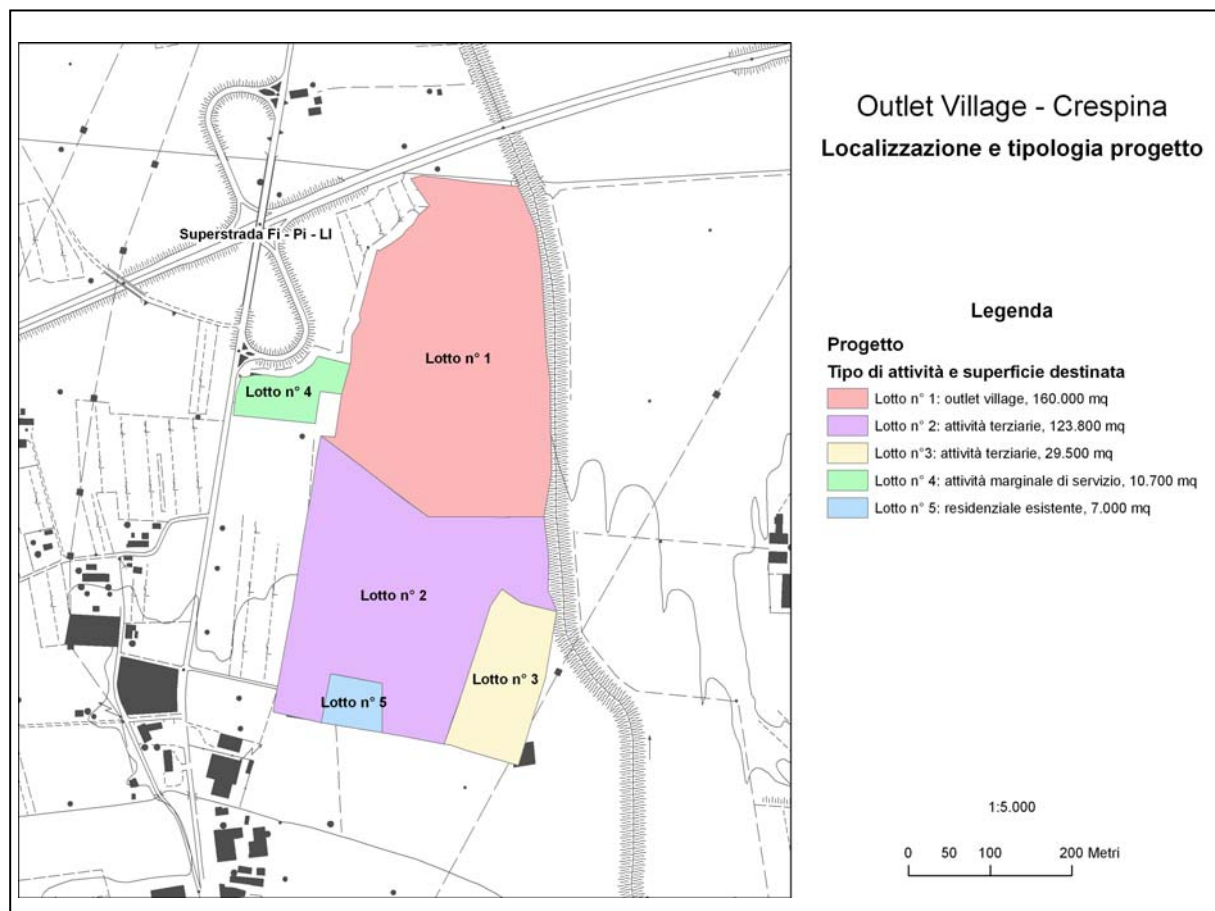 Outlet Village - Crespina
Localizzazione e tipologia progetto
Superstrada Fi - Pi - LI
Lotto n° 1
Lotto n° 4
Lotto n° 2
Lotto n° 3
Lotto n° 5
Legenda
Progetto
Tipo di attività e superficie destinata
Lotto n° 1: outlet village, 160.000 mq
Lotto n° 2: attività terziarie, 123.800 mq
Lotto n°3: attività terziarie, 29.500 mq
Lotto n° 4: attività marginale di servizio, 10.700 mq
Lotto n° 5: residenziale esistente, 7.000 mq
1:5.000
0 50 100 200 Metri